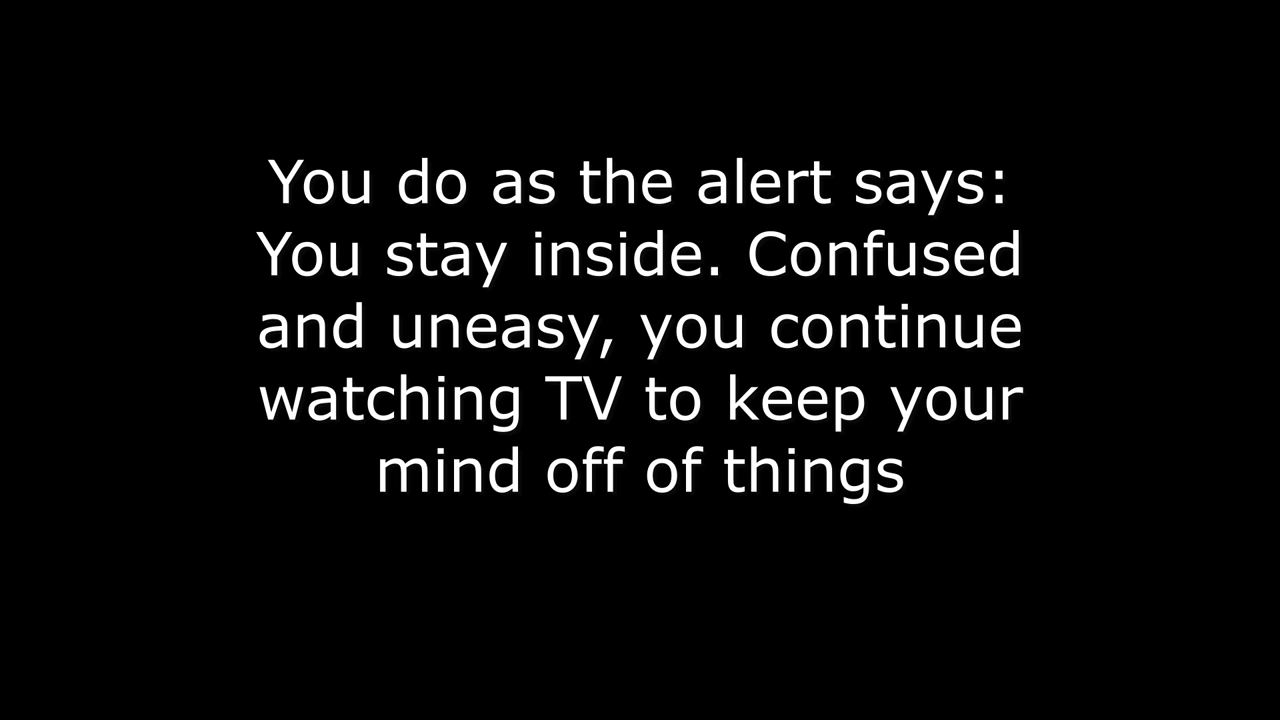 You do as the alert says:
You stay inside. Confused
and uneasy, you continue
watching TV to keep your
mind off of things